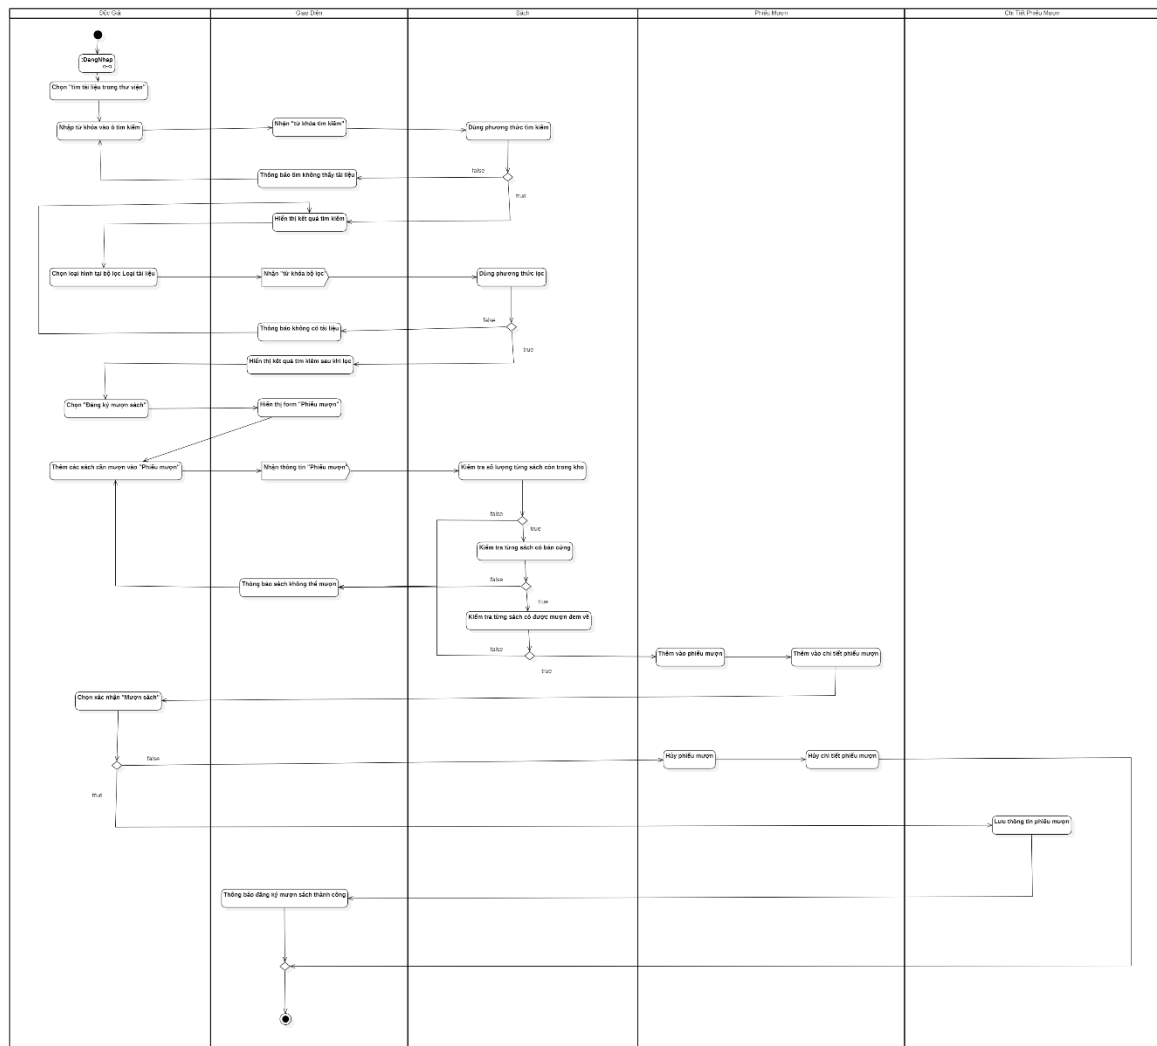 Độc Giả
Giao Diện
Sách
Phiếu Mượn
Chi Tiết Phiếu Mượn
:DangNhap
Chọn "tìm tài liệu trong thư viện"
Nhập từ khóa vào ô tìm kiếm
Nhận "từ khóa tìm kiếm"
Dùng phương thức tìm kiếm
Thông báo tìm không thấy tài liệu
false
true
Hiển thị kết quả tìm kiếm
Chọn loại hình tại bộ lọc Loại tài liệu
Nhận "từ khóa bộ lọc
Dùng phương thức lọc
Thông báo không có tài liệu
false
true
Hiển thị kết quả tìm kiếm sau khi lọc
Chọn "Đăng ký mượn sách"
Hiển thị form "Phiếu mượn"
Thêm các sách cần mượn vào "Phiếu mượn"
Nhận thông tin "Phiếu mượn"
Kiểm tra số lượng từng sách còn trong kho
false
true
Kiểm tra từng sách có bản cứng
Thông báo sách không thể mượn
false
true
Kiểm tra từng sách có được mượn đem về
false
true
Thêm vào phiếu mượn
Thêm vào chi tiết phiếu mượn
Chọn xác nhận "Mượn sách"
false
Hủy phiếu mượn
Hủy chi tiết phiếu mượn
true
Lưu thông tin phiếu mượn
Thông báo đăng ký mượn sách thành công